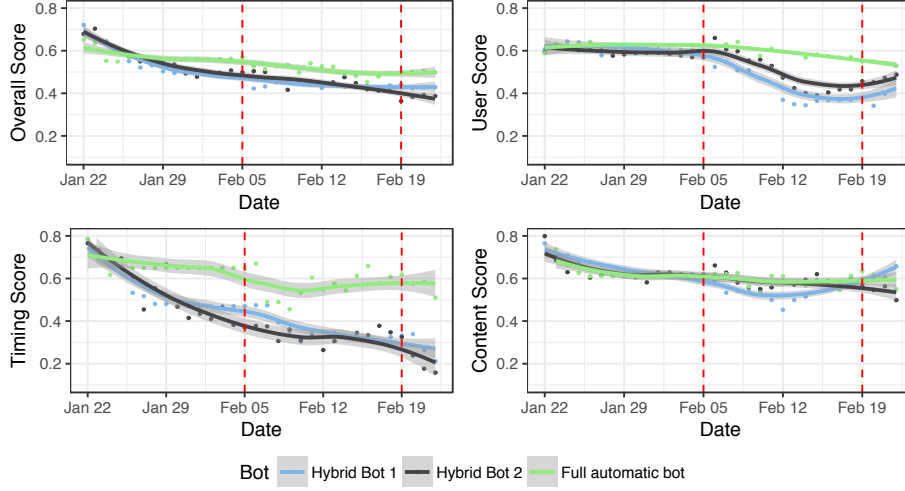 Overall Score
0.8
0.6
0.4
0.2
Jan 22 Jan 29 Feb 05 Feb 12 Feb 19
Date
User Score
0.8
0.6
0.4
0.2
Jan 22 Jan 29 Feb 05 Feb 12 Feb 19
Date
Timing Score
0.8
0.6
0.4
0.2
Jan 22 Jan 29 Feb 05 Feb 12 Feb 19
Date
Content Score
0.8
0.6
0.4
0.2
Jan 22 Jan 29 Feb 05 Feb 12 Feb 19
Date
Bot Hybrid Bot 1 Hybrid Bot 2 Full automatic bot